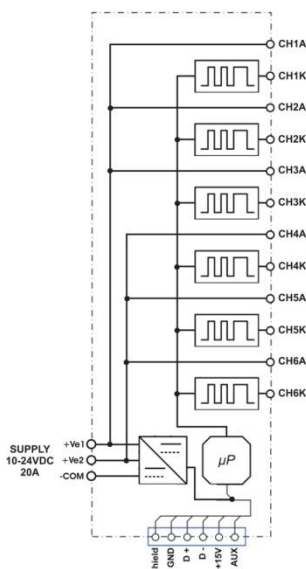 CH1A
CH1K
CH2A
CH2K
CH3A
CH3K
CH4A
CH4K
CH5A
CH5K
CH6A
CH6K
SUPPLY
10-24VDC
20A
+Ve1
+Ve2
-COM
µP
hield
GND
D +
D -
+15V
AUX